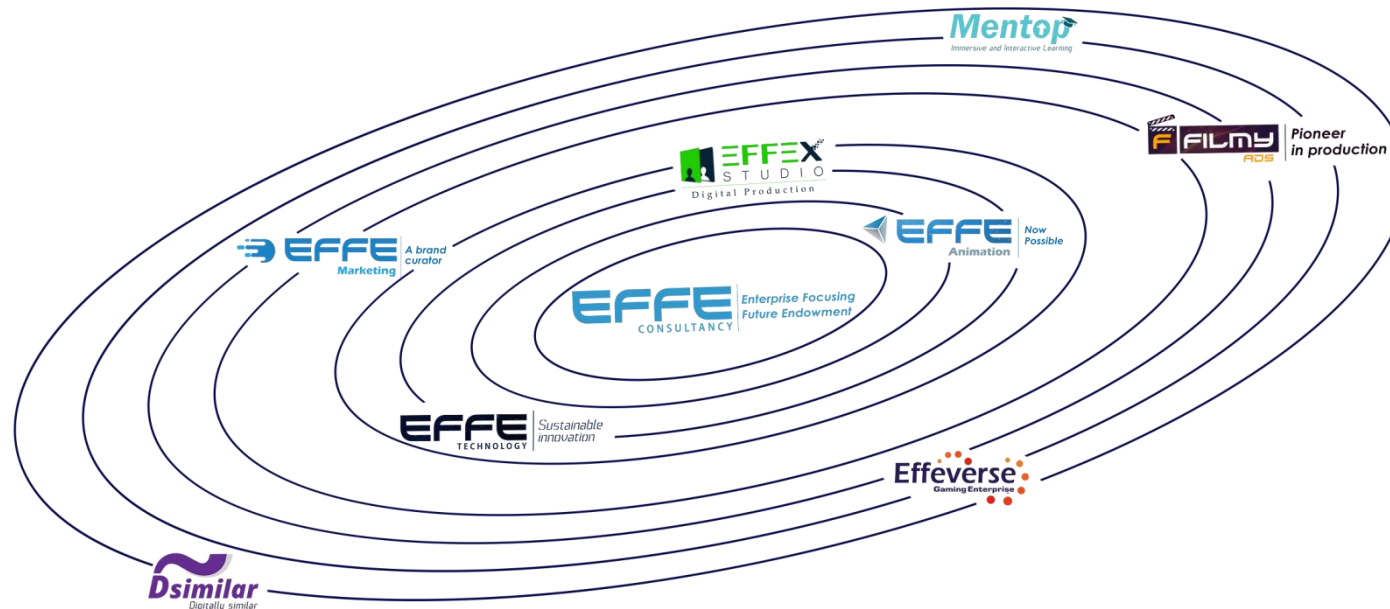 Mentop
Immersive and Interactive Learning
F FILMY
ADS
Pioneer
in production
EFFEX
STUDIO
Digital Production
EFFE
Animation
Now
Possible
EFFE
Marketing
A brand
curator
EFFE
CONSULTANCY
Enterprise Focusing
Future Endowment
EFFE
TECHNOLOGY
Sustainable
innovation
Effeverse
Gaming Enterprise
Dsimilar
Digitally similar